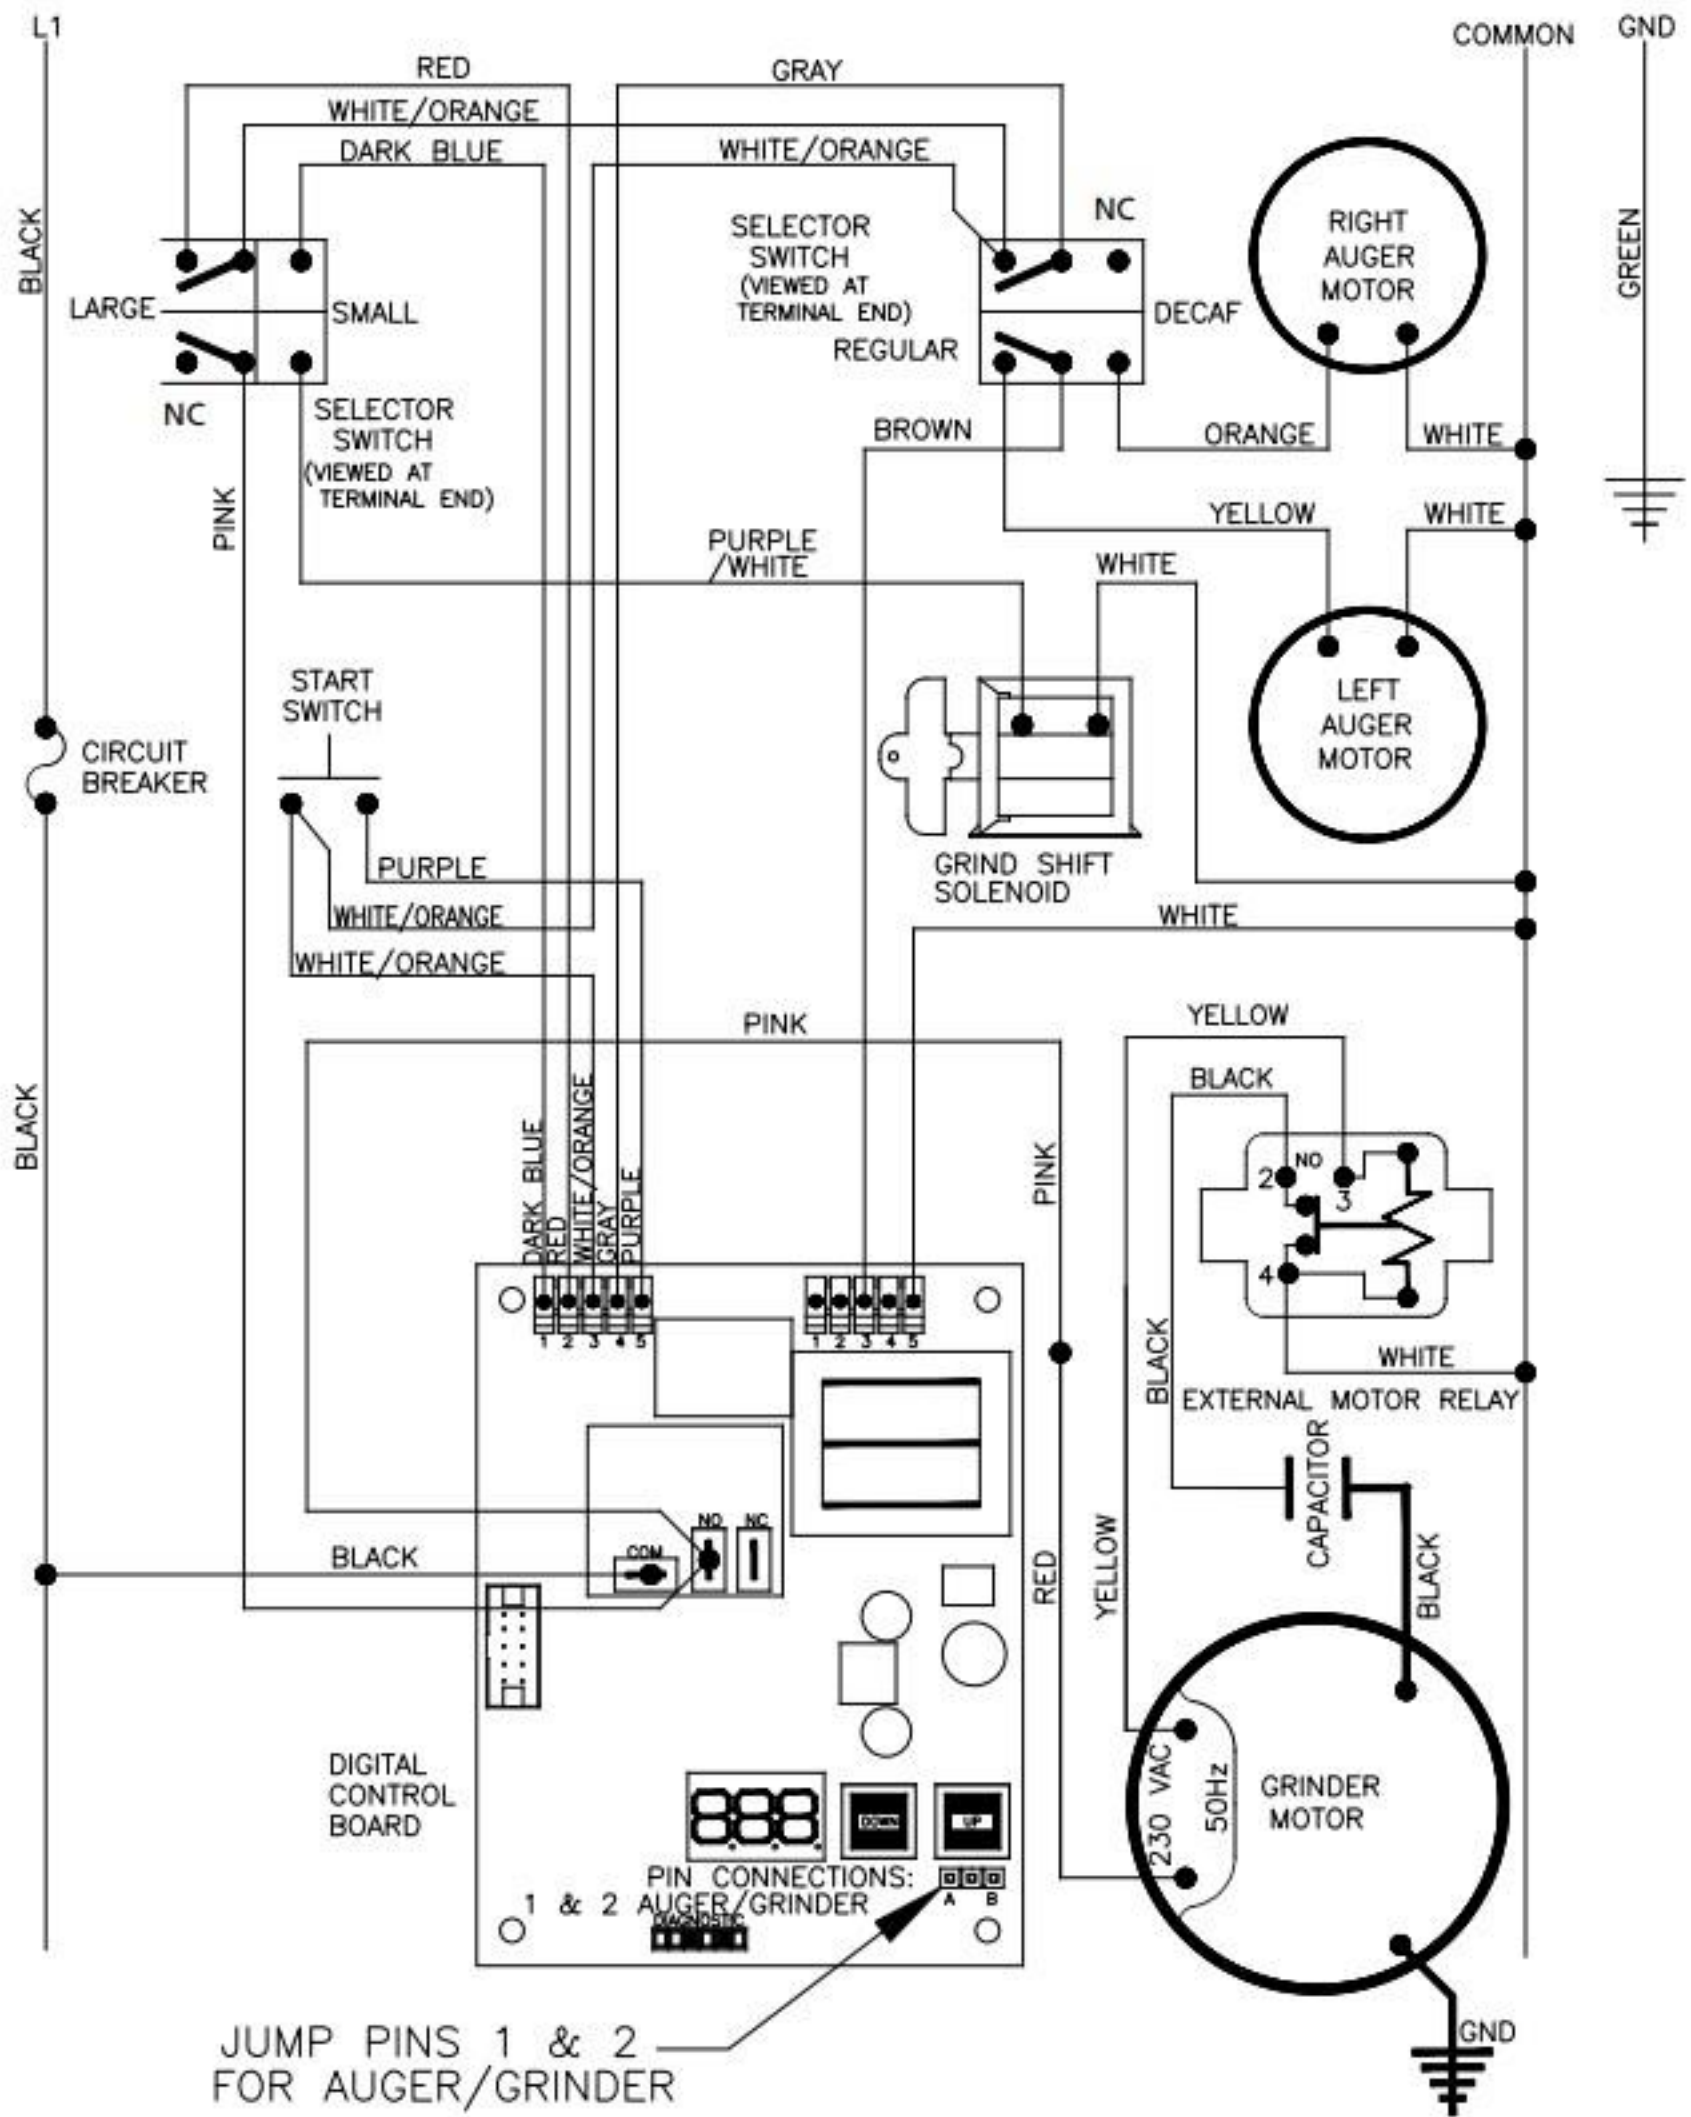 L1
COMMON
GND
RED
GRAY
WHITE/ORANGE
DARK BLUE
WHITE/ORANGE
BLACK
SELECTOR
SWITCH
(VIEWED AT
TERMINAL END)
NC
RIGHT
AUGER
MOTOR
GREEN
LARGE
SMALL
DECAF
REGULAR
NC
SELECTOR
SWITCH
(VIEWED AT
TERMINAL END)
BROWN
ORANGE
WHITE
PINK
YELLOW
WHITE
PURPLE
/WHITE
WHITE
START
SWITCH
LEFT
AUGER
MOTOR
CIRCUIT
BREAKER
PURPLE
GRIND SHIFT
SOLENOID
WHITE/ORANGE
WHITE
WHITE/ORANGE
PINK
YELLOW
BLACK
BLACK
DARK BLUE
RED
WHITE/ORANGE
GRAY
PURPLE
PINK
2
NO
3
4
1 2 3 4 5
1 2 3 4 5
BLACK
WHITE
EXTERNAL MOTOR RELAY
CAPACITOR
NO
NC
COM
BLACK
RED
YELLOW
BLACK
230 VAC
50Hz
GRINDER
MOTOR
DIGITAL
CONTROL
BOARD
DOWN
UP
PIN CONNECTIONS:
1 & 2 AUGER/GRINDER
A
B
DIAGNOSTIC
JUMP PINS 1 & 2
FOR AUGER/GRINDER
GND